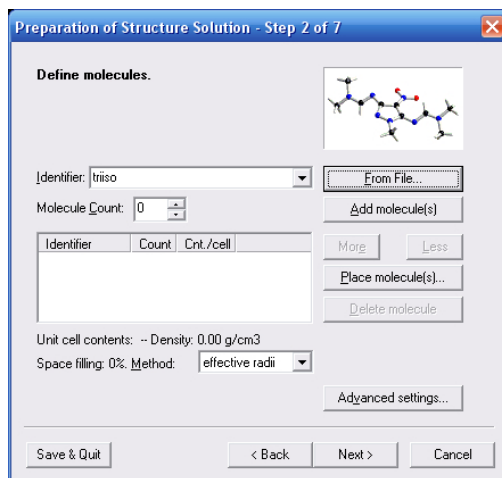 Preparation of Structure Solution - Step 2 of 7
Define molecules.
Identifier: triiso
From File...
Molecule Count: 0
Add molecule(s)
Identifier Count Cnt./cell
More Less
Place molecule(s)...
Delete molecule
Unit cell contents: -- Density: 0.00 g/cm3
Space filling: 0%. Method: effective radii
Advanced settings...
Save & Quit < Back Next > Cancel